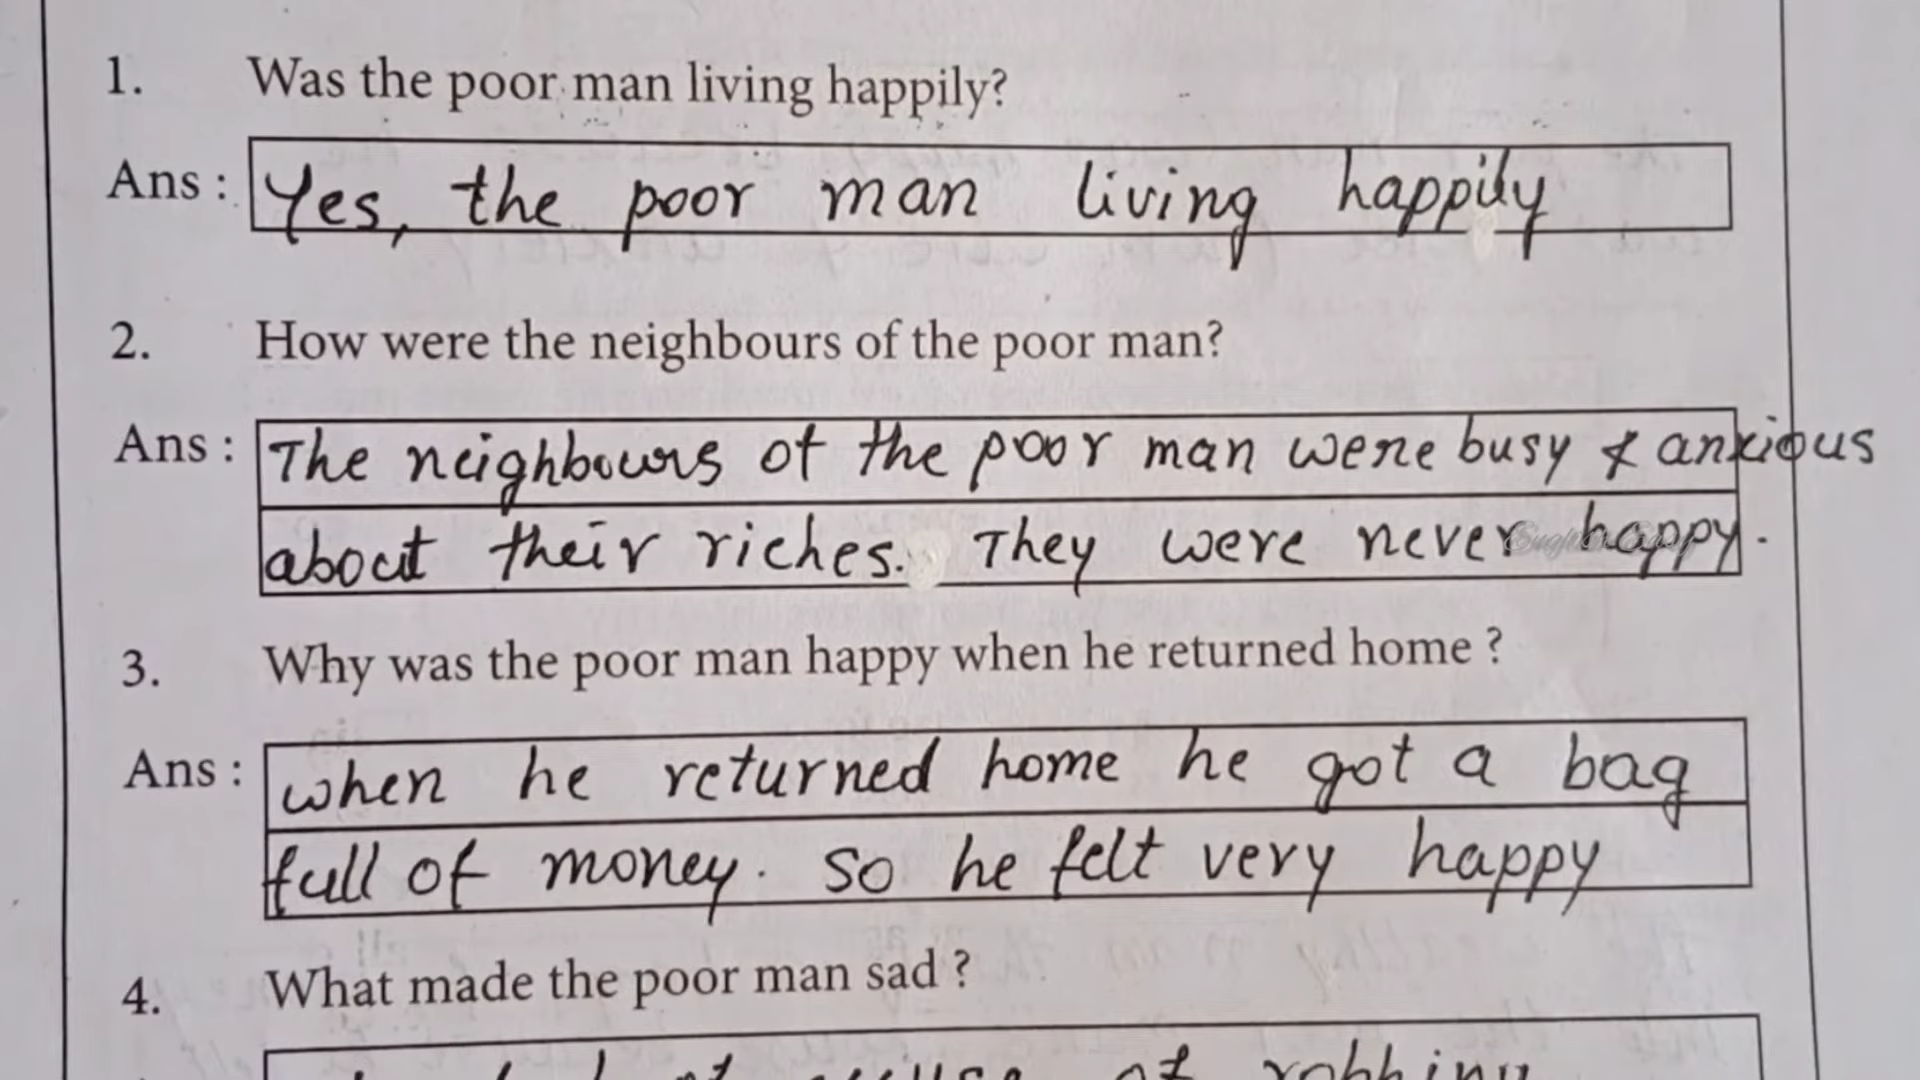 1. Was the poor man living happily?
Ans : Yes, the poor man living happily
2. How were the neighbours of the poor man?
Ans : The neighbours of the poor man were busy & anxious
about their riches. They were never happy.
3. Why was the poor man happy when he returned home ?
Ans : when he returned home he got a bag
full of money. so he felt very happy
4. What made the poor man sad ?
of robbing